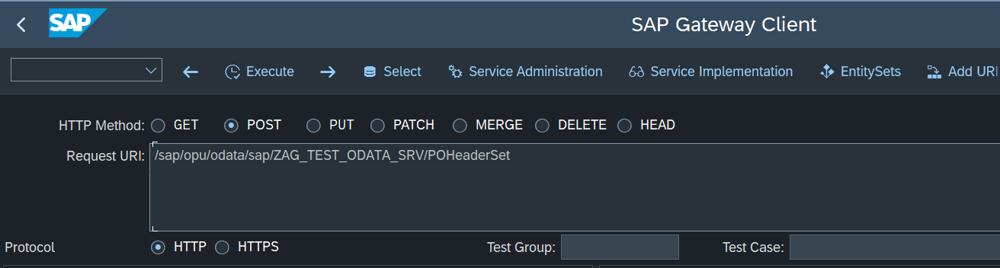 SAP SAP Gateway Client
Execute Select Service Administration Service Implementation EntitySets Add URI
HTTP Method: GET POST PUT PATCH MERGE DELETE HEAD
Request URI: /sap/opu/odata/sap/ZAG_TEST_ODATA_SRV/POHeaderSet
Protocol HTTP HTTPS Test Group: Test Case: